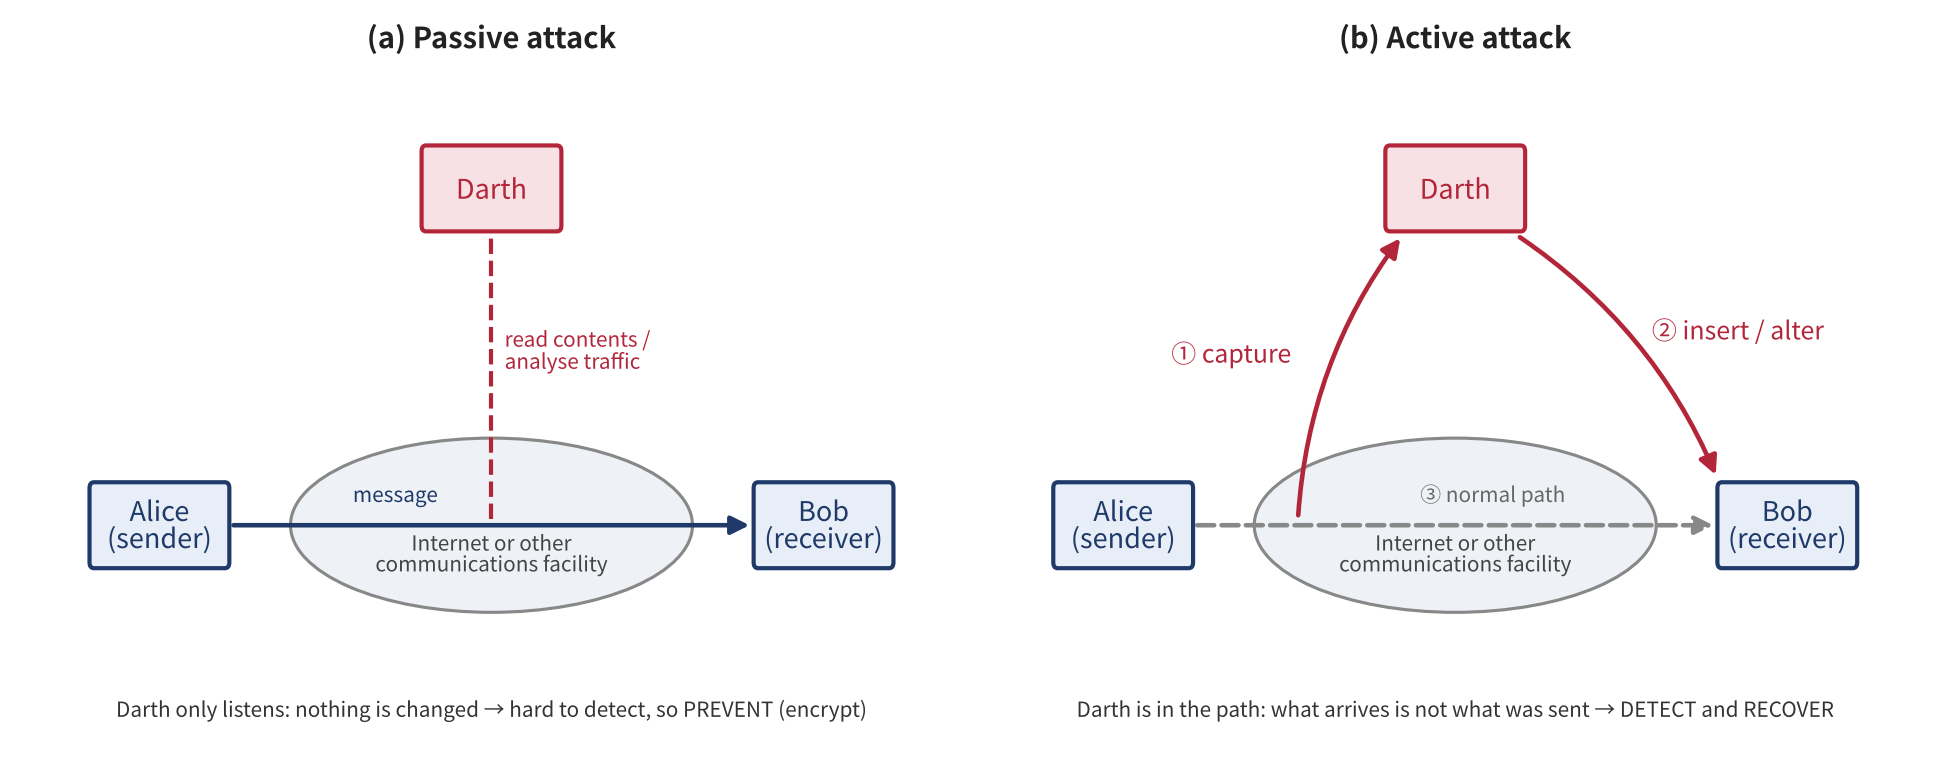 (a) Passive attack
Darth
read contents /
analyse traffic
message
Alice
(sender)
Internet or other
communications facility
Bob
(receiver)
Darth only listens: nothing is changed → hard to detect, so PREVENT (encrypt)
(b) Active attack
Darth
① capture
② insert / alter
③ normal path
Alice
(sender)
Internet or other
communications facility
Bob
(receiver)
Darth is in the path: what arrives is not what was sent → DETECT and RECOVER